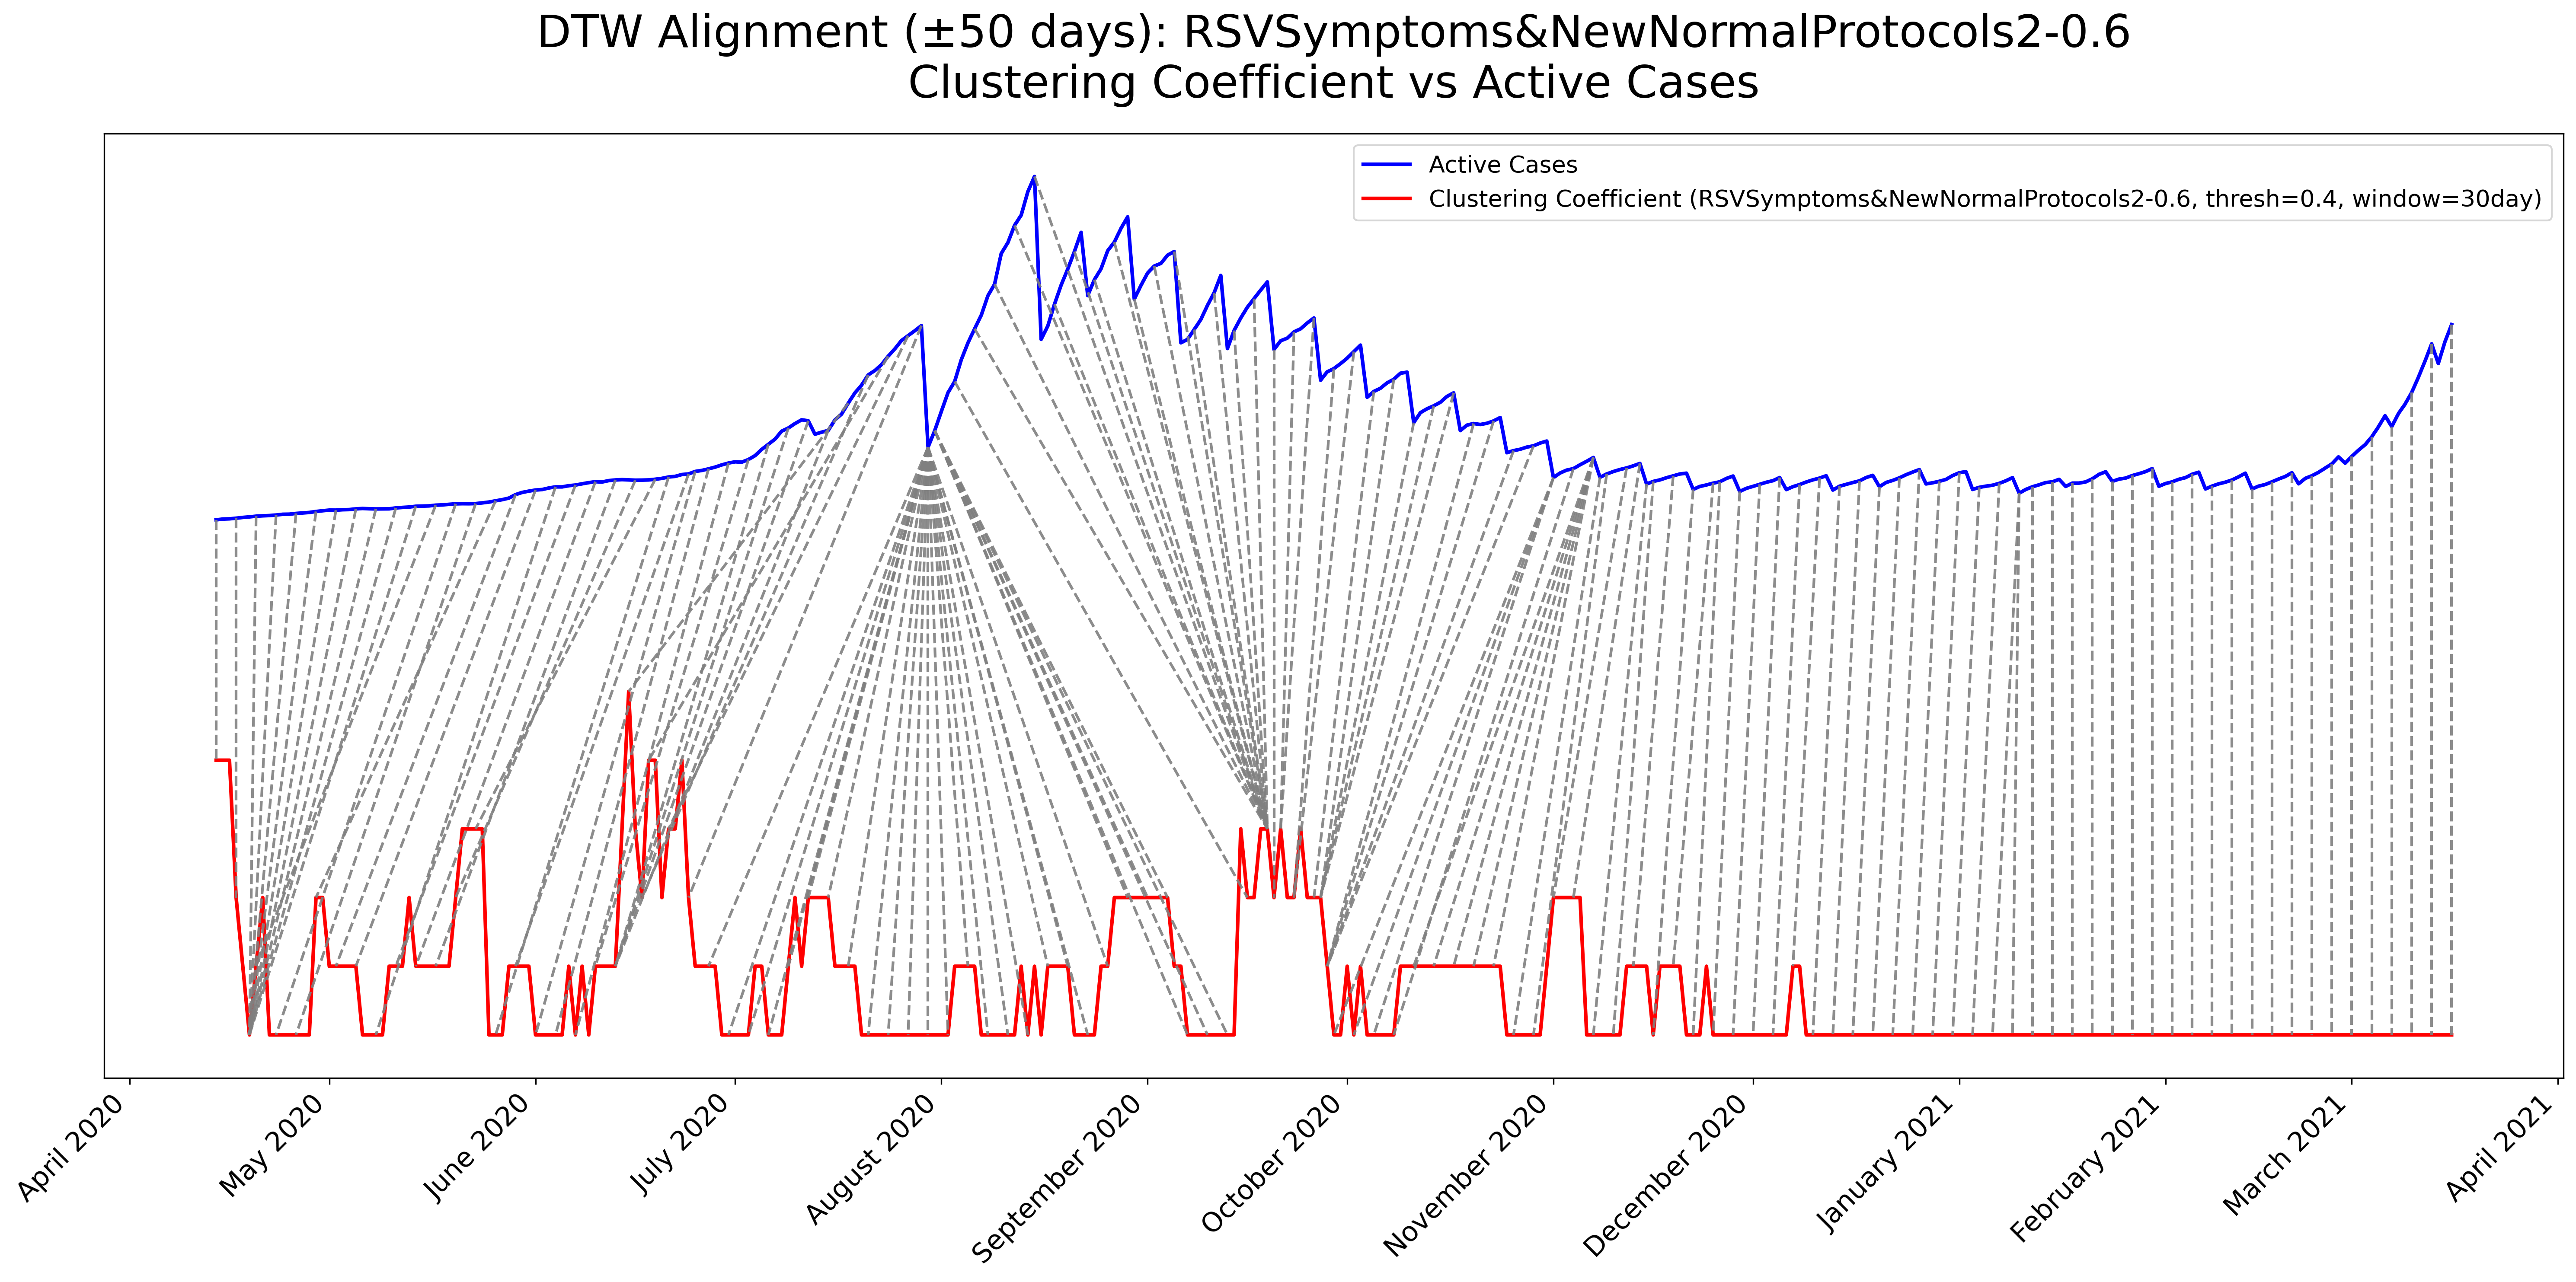 DTW Alignment (±50 days): RSVSymptoms&NewNormalProtocols2-0.6
Clustering Coefficient vs Active Cases
Active Cases
Clustering Coefficient (RSVSymptoms&NewNormalProtocols2-0.6, thresh=0.4, window=30day)
April 2020
May 2020
June 2020
July 2020
August 2020
September 2020
October 2020
November 2020
December 2020
January 2021
February 2021
March 2021
April 2021